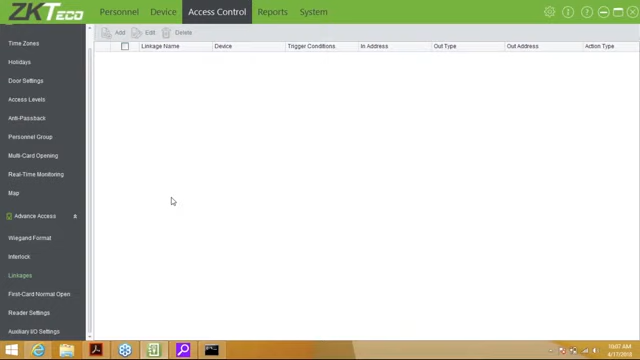 ZKTeco Personnel Device Access Control Reports System
Add Edit Delete
Linkage Name Device Trigger Conditions In Address Out Type Out Address Action Type
Time Zones
Holidays
Door Settings
Access Levels
Anti-Passback
Personnel Group
Multi-Card Opening
Real-Time Monitoring
Map
Advance Access
Wiegand Format
Interlock
Linkages
First-Card Normal Open
Reader Settings
Auxiliary I/O Settings
10:07 AM